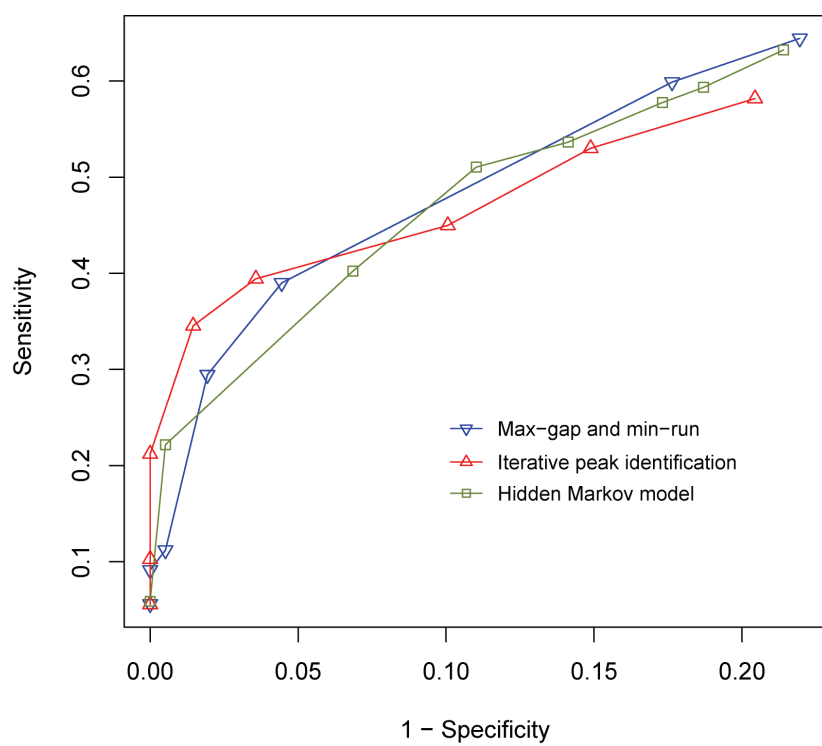 Sensitivity
0.6
0.5
0.4
0.3
0.2
0.1
Max−gap and min−run
Iterative peak identification
Hidden Markov model
0.00 0.05 0.10 0.15 0.20
1 − Specificity